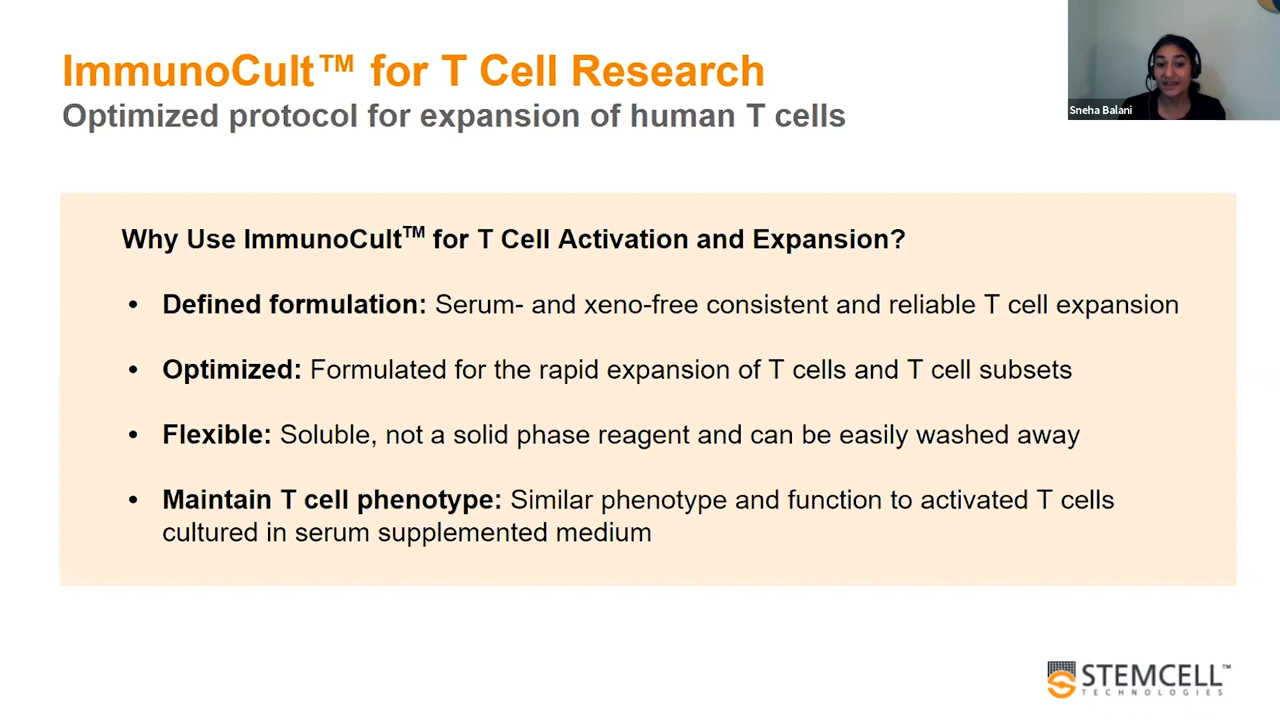 ImmunoCult™ for T Cell Research
Optimized protocol for expansion of human T cells
Sneha Balani
Why Use ImmunoCult™ for T Cell Activation and Expansion?
• Defined formulation: Serum- and xeno-free consistent and reliable T cell expansion
• Optimized: Formulated for the rapid expansion of T cells and T cell subsets
• Flexible: Soluble, not a solid phase reagent and can be easily washed away
• Maintain T cell phenotype: Similar phenotype and function to activated T cells
cultured in serum supplemented medium
STEMCELL™
TECHNOLOGIES